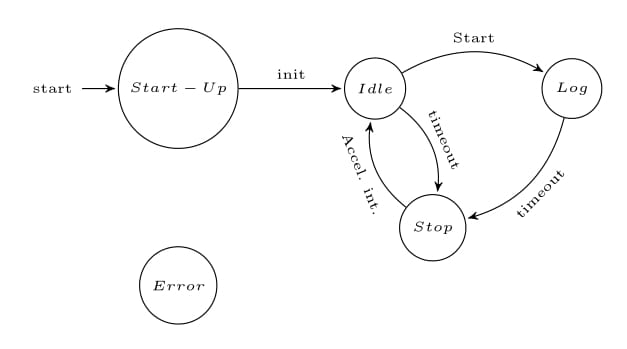 start
Start – Up
init
Idle
Start
Log
timeout
Accel. int.
timeout
Stop
Error